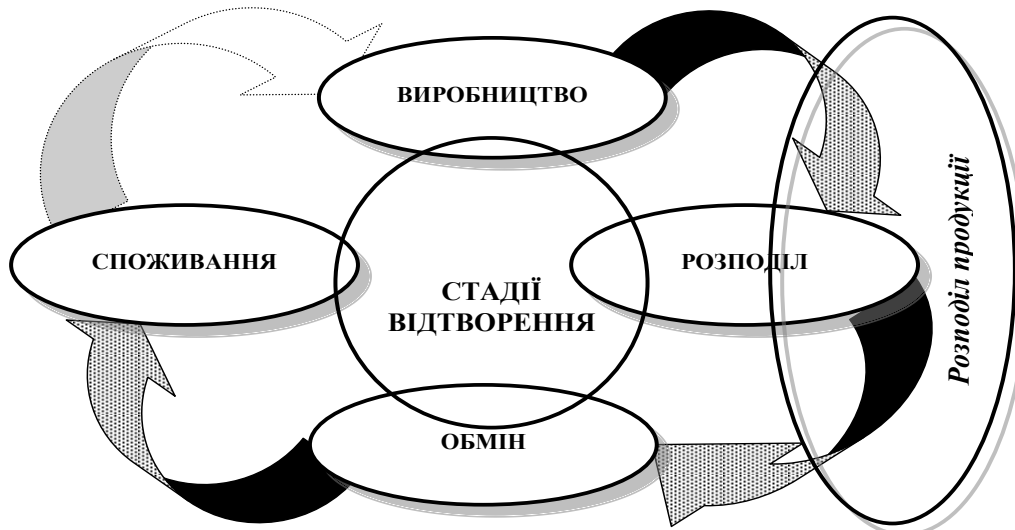 ВИРОБНИЦТВО
СПОЖИВАННЯ
РОЗПОДІЛ
СТАДІЇ
ВІДТВОРЕННЯ
ОБМІН
Розподіл продукції